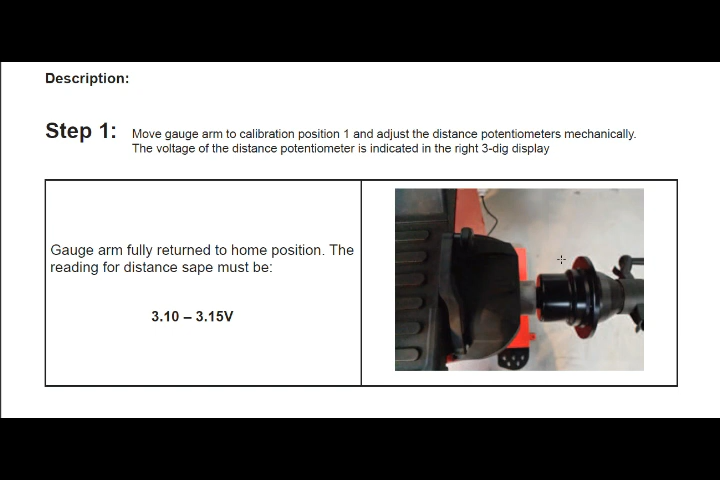 Description:
Step 1:
Move gauge arm to calibration position 1 and adjust the distance potentiometers mechanically.
The voltage of the distance potentiometer is indicated in the right 3-dig display
Gauge arm fully returned to home position. The
reading for distance sape must be:
3.10 – 3.15V